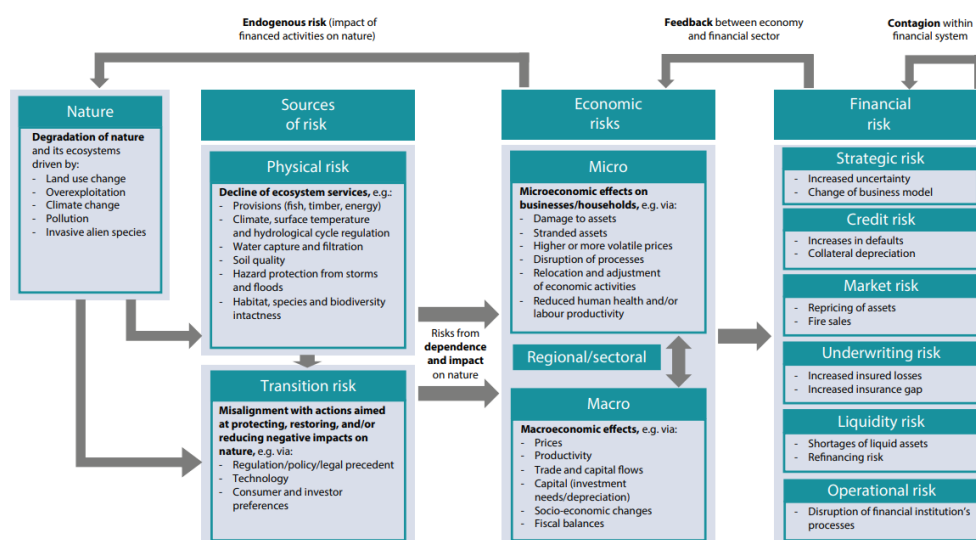 Endogenous risk (impact of
financed activities on nature)
Feedback between economy
and financial sector
Contagion within
financial system
Nature
Degradation of nature
and its ecosystems
driven by:
- Land use change
- Overexploitation
- Climate change
- Pollution
- Invasive alien species
Sources
of risk
Physical risk
Decline of ecosystem services, e.g.:
- Provisions (fish, timber, energy)
- Climate, surface temperature
and hydrological cycle regulation
- Water capture and filtration
- Soil quality
- Hazard protection from storms
and floods
- Habitat, species and biodiversity
intactness
Transition risk
Misalignment with actions aimed
at protecting, restoring, and/or
reducing negative impacts on
nature, e.g. via:
- Regulation/policy/legal precedent
- Technology
- Consumer and investor
preferences
Risks from
dependence
and impact
on nature
Economic
risks
Micro
Microeconomic effects on
businesses/households, e.g. via:
- Damage to assets
- Stranded assets
- Higher or more volatile prices
- Disruption of processes
- Relocation and adjustment
of economic activities
- Reduced human health and/or
labour productivity
Regional/sectoral
Macro
Macroeconomic effects, e.g. via:
- Prices
- Productivity
- Trade and capital flows
- Capital (investment
needs/depreciation)
- Socio-economic changes
- Fiscal balances
Financial
risk
Strategic risk
- Increased uncertainty
- Change of business model
Credit risk
- Increases in defaults
- Collateral depreciation
Market risk
- Repricing of assets
- Fire sales
Underwriting risk
- Increased insured losses
- Increased insurance gap
Liquidity risk
- Shortages of liquid assets
- Refinancing risk
Operational risk
- Disruption of financial institution's
processes